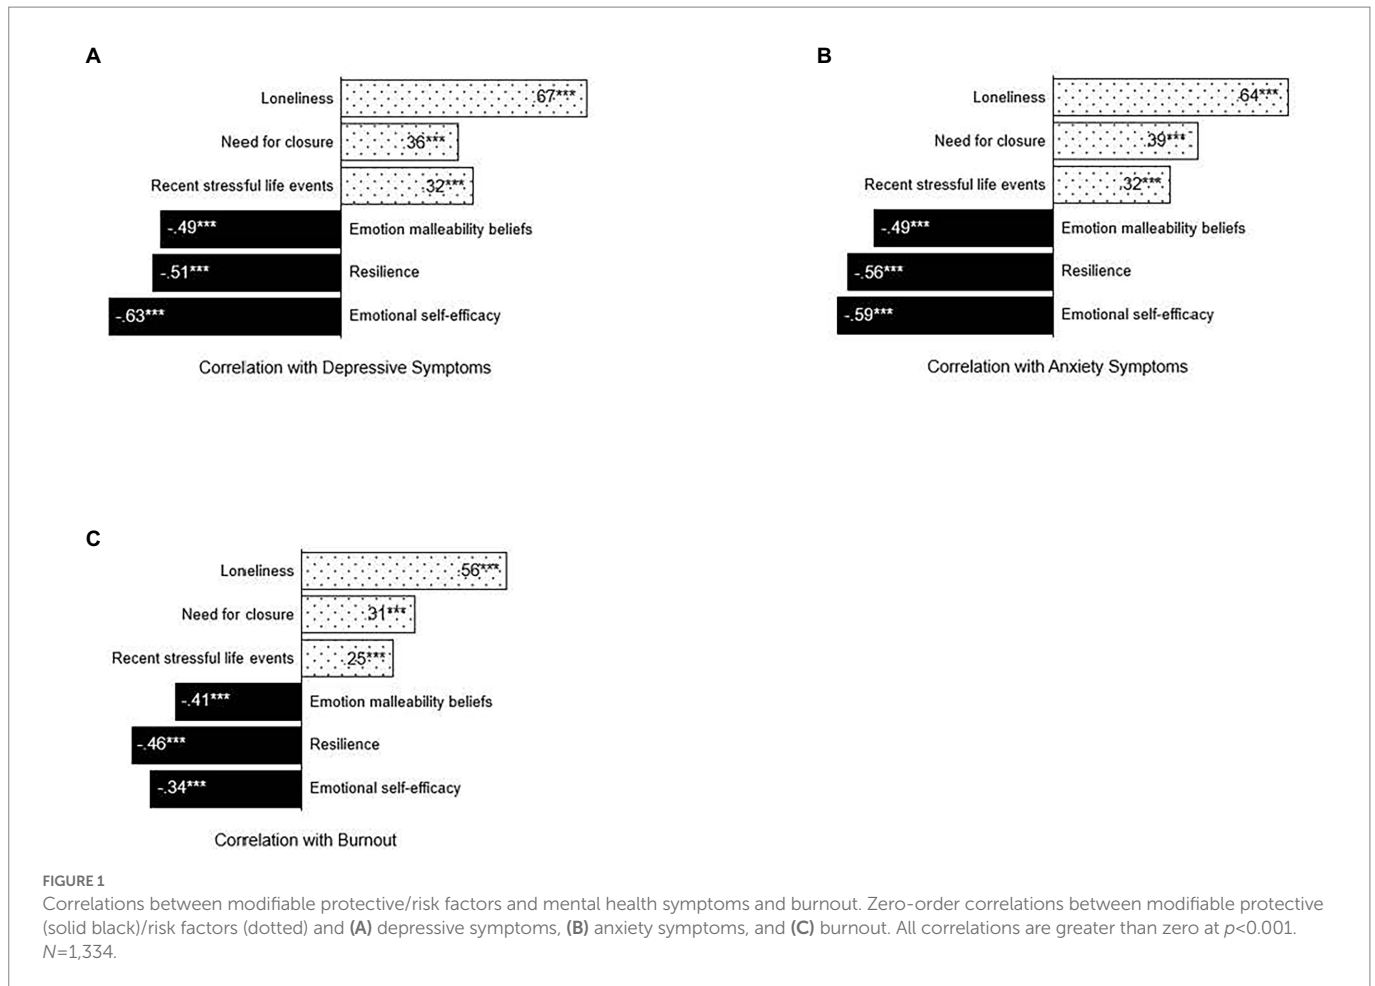 A
Loneliness
.67***
Need for closure
.36***
Recent stressful life events
.32***
-.49***
Emotion malleability beliefs
-.51***
Resilience
-.63***
Emotional self-efficacy
Correlation with Depressive Symptoms
B
Loneliness
.64***
Need for closure
.39***
Recent stressful life events
.32***
-.49***
Emotion malleability beliefs
-.56***
Resilience
-.59***
Emotional self-efficacy
Correlation with Anxiety Symptoms
C
Loneliness
.56***
Need for closure
.31***
Recent stressful life events
.25***
-.41***
Emotion malleability beliefs
-.46***
Resilience
-.34***
Emotional self-efficacy
Correlation with Burnout
FIGURE 1
Correlations between modifiable protective/risk factors and mental health symptoms and burnout. Zero-order correlations between modifiable protective
(solid black)/risk factors (dotted) and (A) depressive symptoms, (B) anxiety symptoms, and (C) burnout. All correlations are greater than zero at p<0.001.
N=1,334.